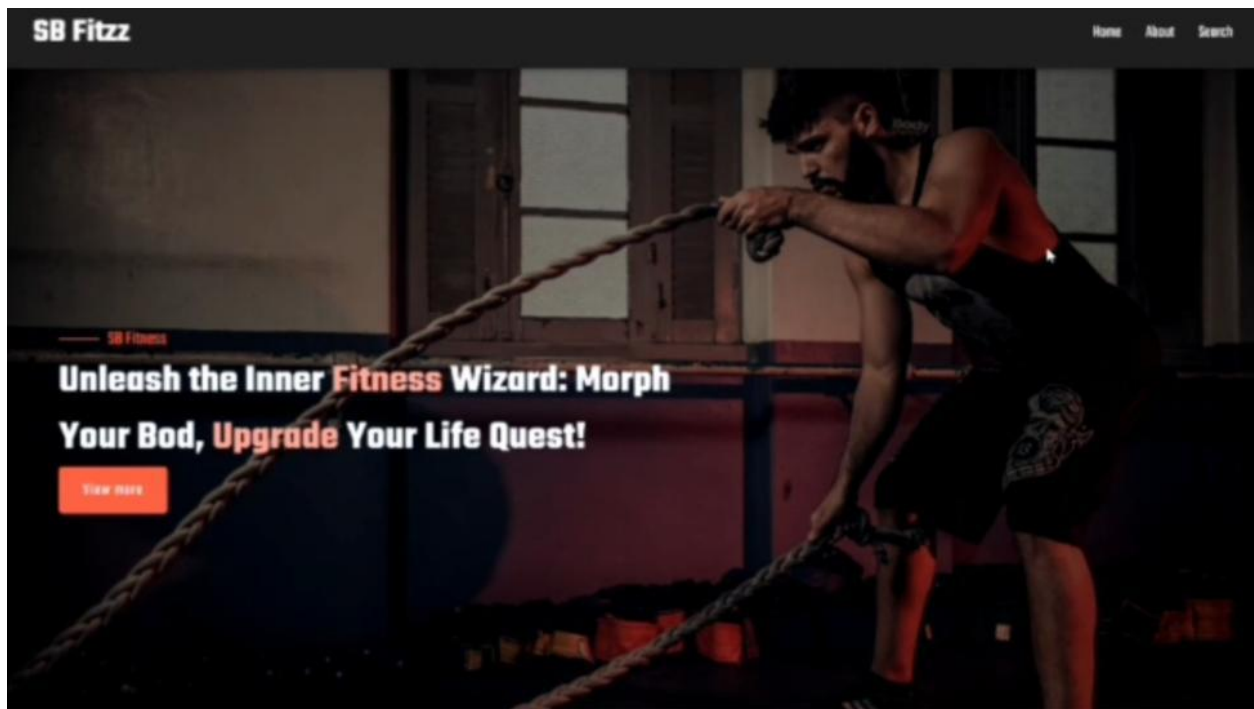 SB Fitzz
Home About Search
Body
SB Fitness
Unleash the Inner Fitness Wizard: Morph
Your Bod, Upgrade Your Life Quest!
View more